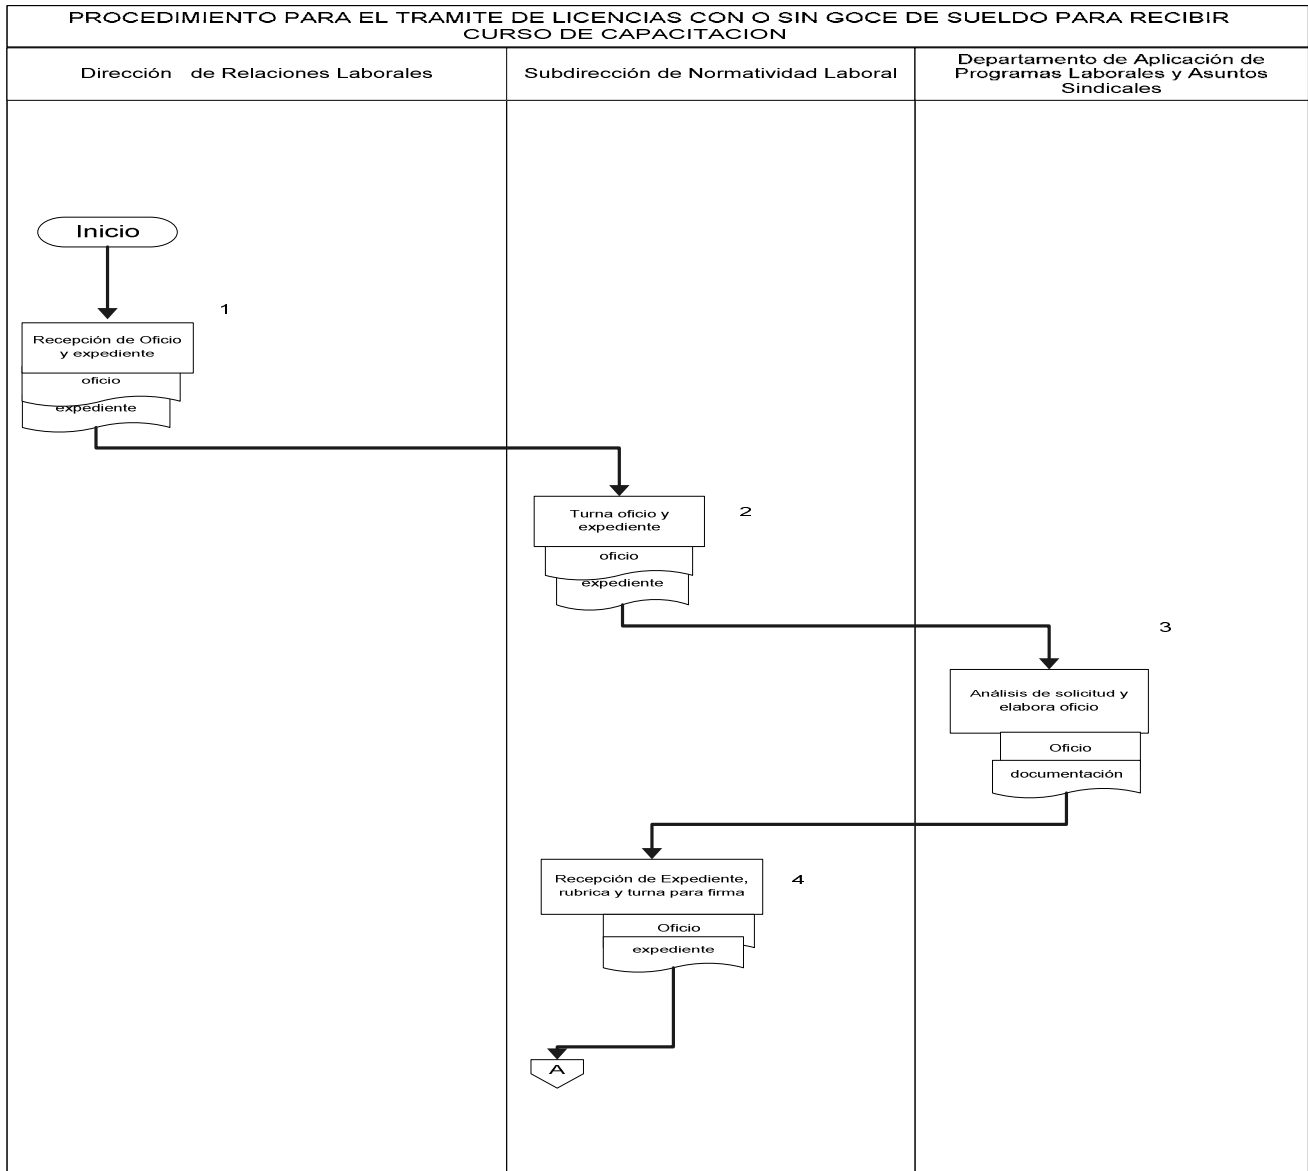 PROCEDIMIENTO PARA EL TRAMITE DE LICENCIAS CON O SIN GOCE DE SUELDO PARA RECIBIR
CURSO DE CAPACITACION
Dirección de Relaciones Laborales
Subdirección de Normatividad Laboral
Departamento de Aplicación de
Programas Laborales y Asuntos
Sindicales
Inicio
1
Recepción de Oficio
y expediente
oficio
expediente
2
Turna oficio y
expediente
oficio
expediente
3
Análisis de solicitud y
elabora oficio
Oficio
documentación
4
Recepción de Expediente,
rubrica y turna para firma
Oficio
expediente
A